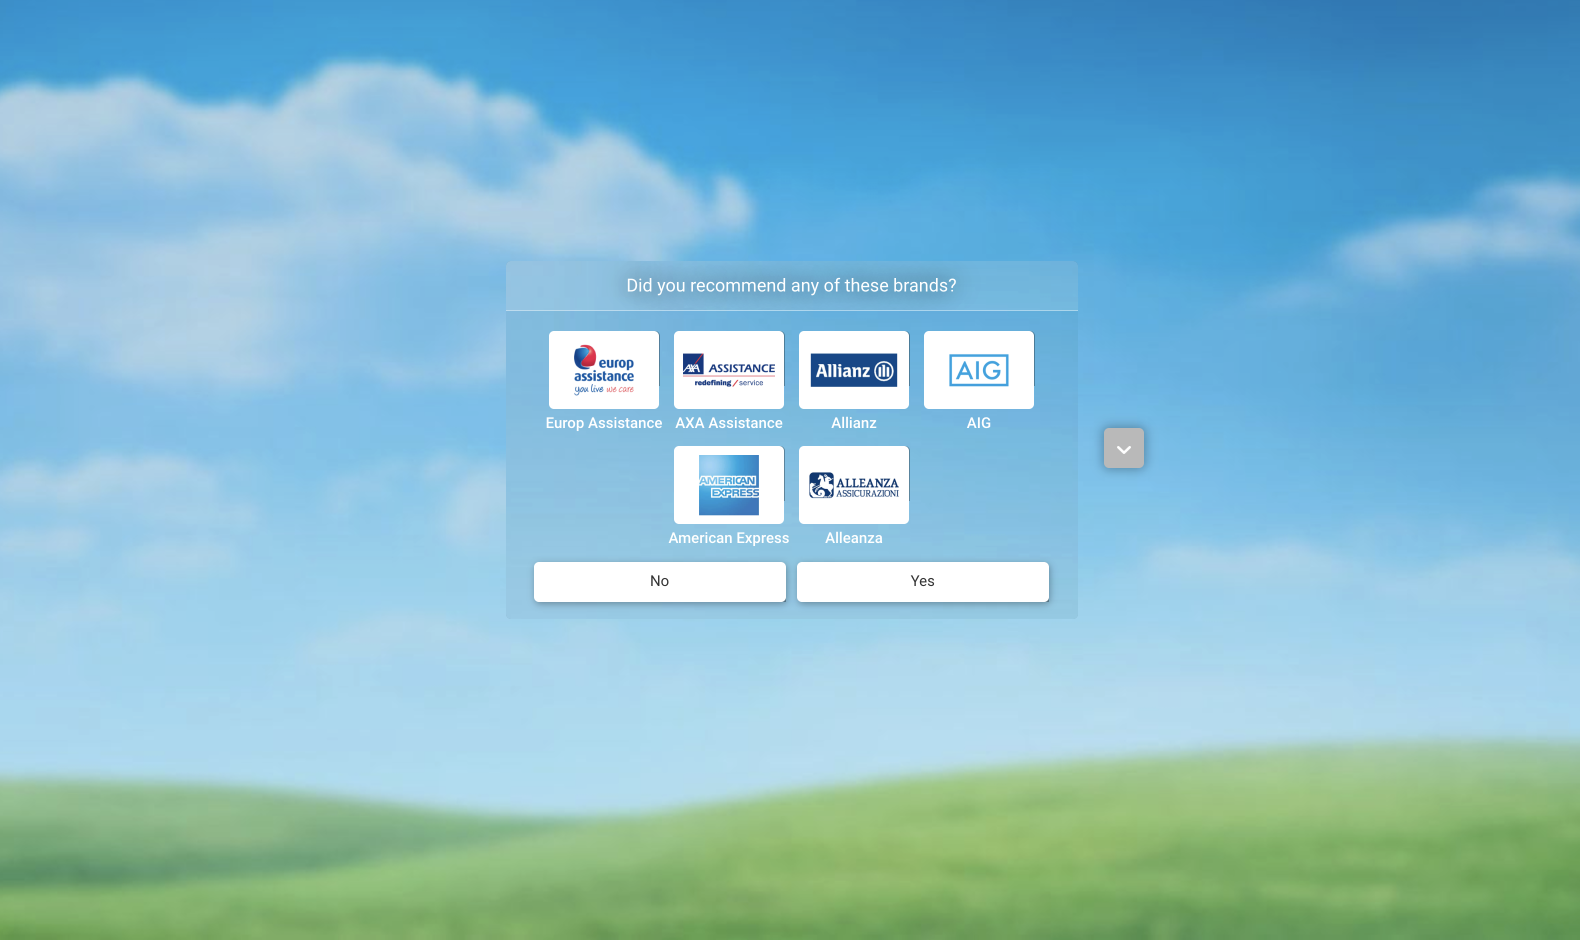 Did you recommend any of these brands?
europ
assistance
you live we care
AXA ASSISTANCE
redefining / service
Allianz
AIG
Europ Assistance
AXA Assistance
Allianz
AIG
AMERICAN
EXPRESS
ALLEANZA
ASSICURAZIONI
American Express
Alleanza
No
Yes